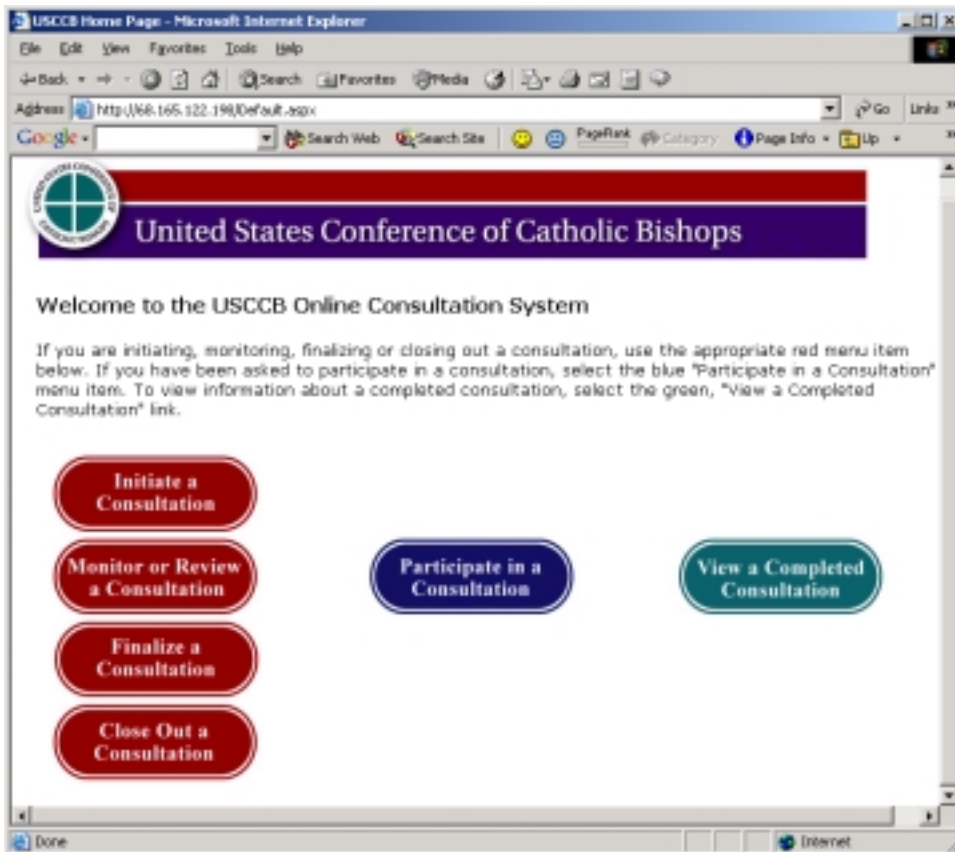 USCCB Home Page - Microsoft Internet Explorer
File Edit View Favorites Tools Help
Back Search Favorites Media
Address http://68.165.122.198/Default.aspx Go Links
Google Search Web Search Site PageRank Category Page Info Up
United States Conference of Catholic Bishops
Welcome to the USCCB Online Consultation System
If you are initiating, monitoring, finalizing or closing out a consultation, use the appropriate red menu item
below. If you have been asked to participate in a consultation, select the blue "Participate in a Consultation"
menu item. To view information about a completed consultation, select the green, "View a Completed
Consultation" link.
Initiate a
Consultation
Monitor or Review
a Consultation
Participate in a
Consultation
View a Completed
Consultation
Finalize a
Consultation
Close Out a
Consultation
Done Internet